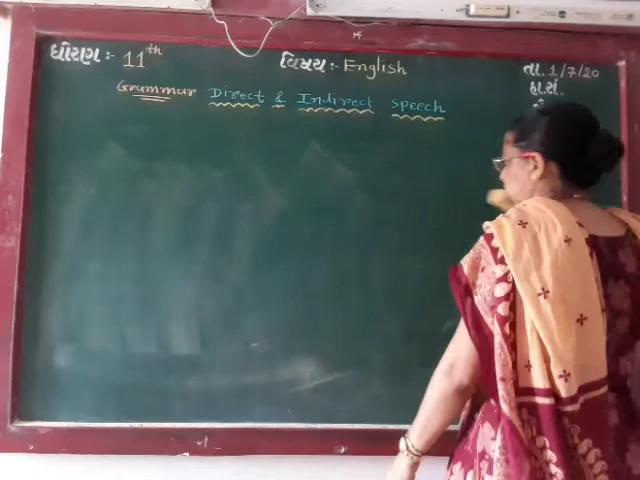 ધોરણ :- 11th વિષય :- English તા. 1/7/20
હા.સં.
Grammar Direct & Indirect speech